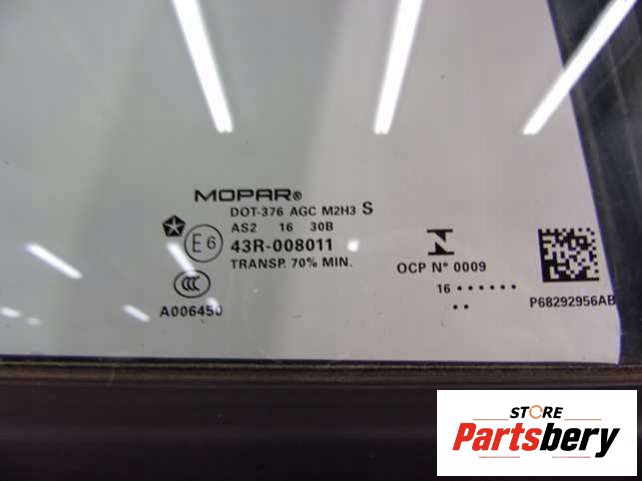 MOPAR®
DOT-376 AGC M2H3 S
AS2 16 30B
E6 43R-008011
TRANSP. 70% MIN.
CCC
A006450
N
OCP N° 0009
16 ••••••
••
P68292956AB
STORE
Partsbery